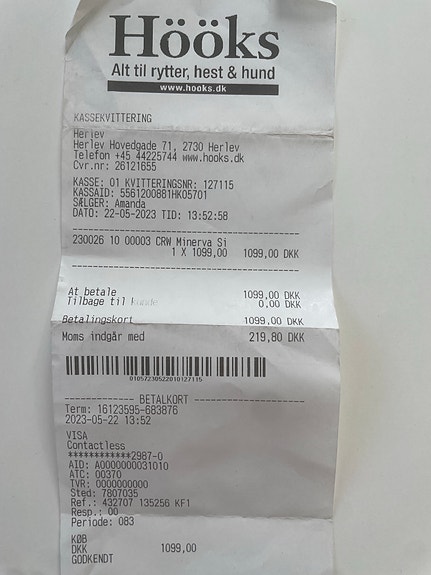 Hööks
Alt til rytter, hest & hund
www.hooks.dk
KASSEKVITTERING
Herlev
Herlev Hovedgade 71, 2730 Herlev
Telefon +45 44225744 www.hooks.dk
Cvr.nr: 26121655
KASSE: 01 KVITTERINGSNR: 127115
KASSAID: 5561200881HK05701
SÆLGER: Amanda
DATO: 22-05-2023 TID: 13:52:58
230026 10 00003 CRW Minerva Si
1 X 1099,00 1099,00 DKK
At betale 1099,00 DKK
Tilbage til kunde 0,00 DKK
Betalingskort 1099,00 DKK
Moms indgår med 219,80 DKK
01057230522010127115
BETALKORT
Term: 16123595-683876
2023-05-22 13:52
VISA
Contactless
************2987-0
AID: A0000000031010
ATC: 00370
TVR: 0000000000
Sted: 7807035
Ref.: 432707 135256 KF1
Resp.: 00
Periode: 083
KØB
DKK 1099,00
GODKENDT